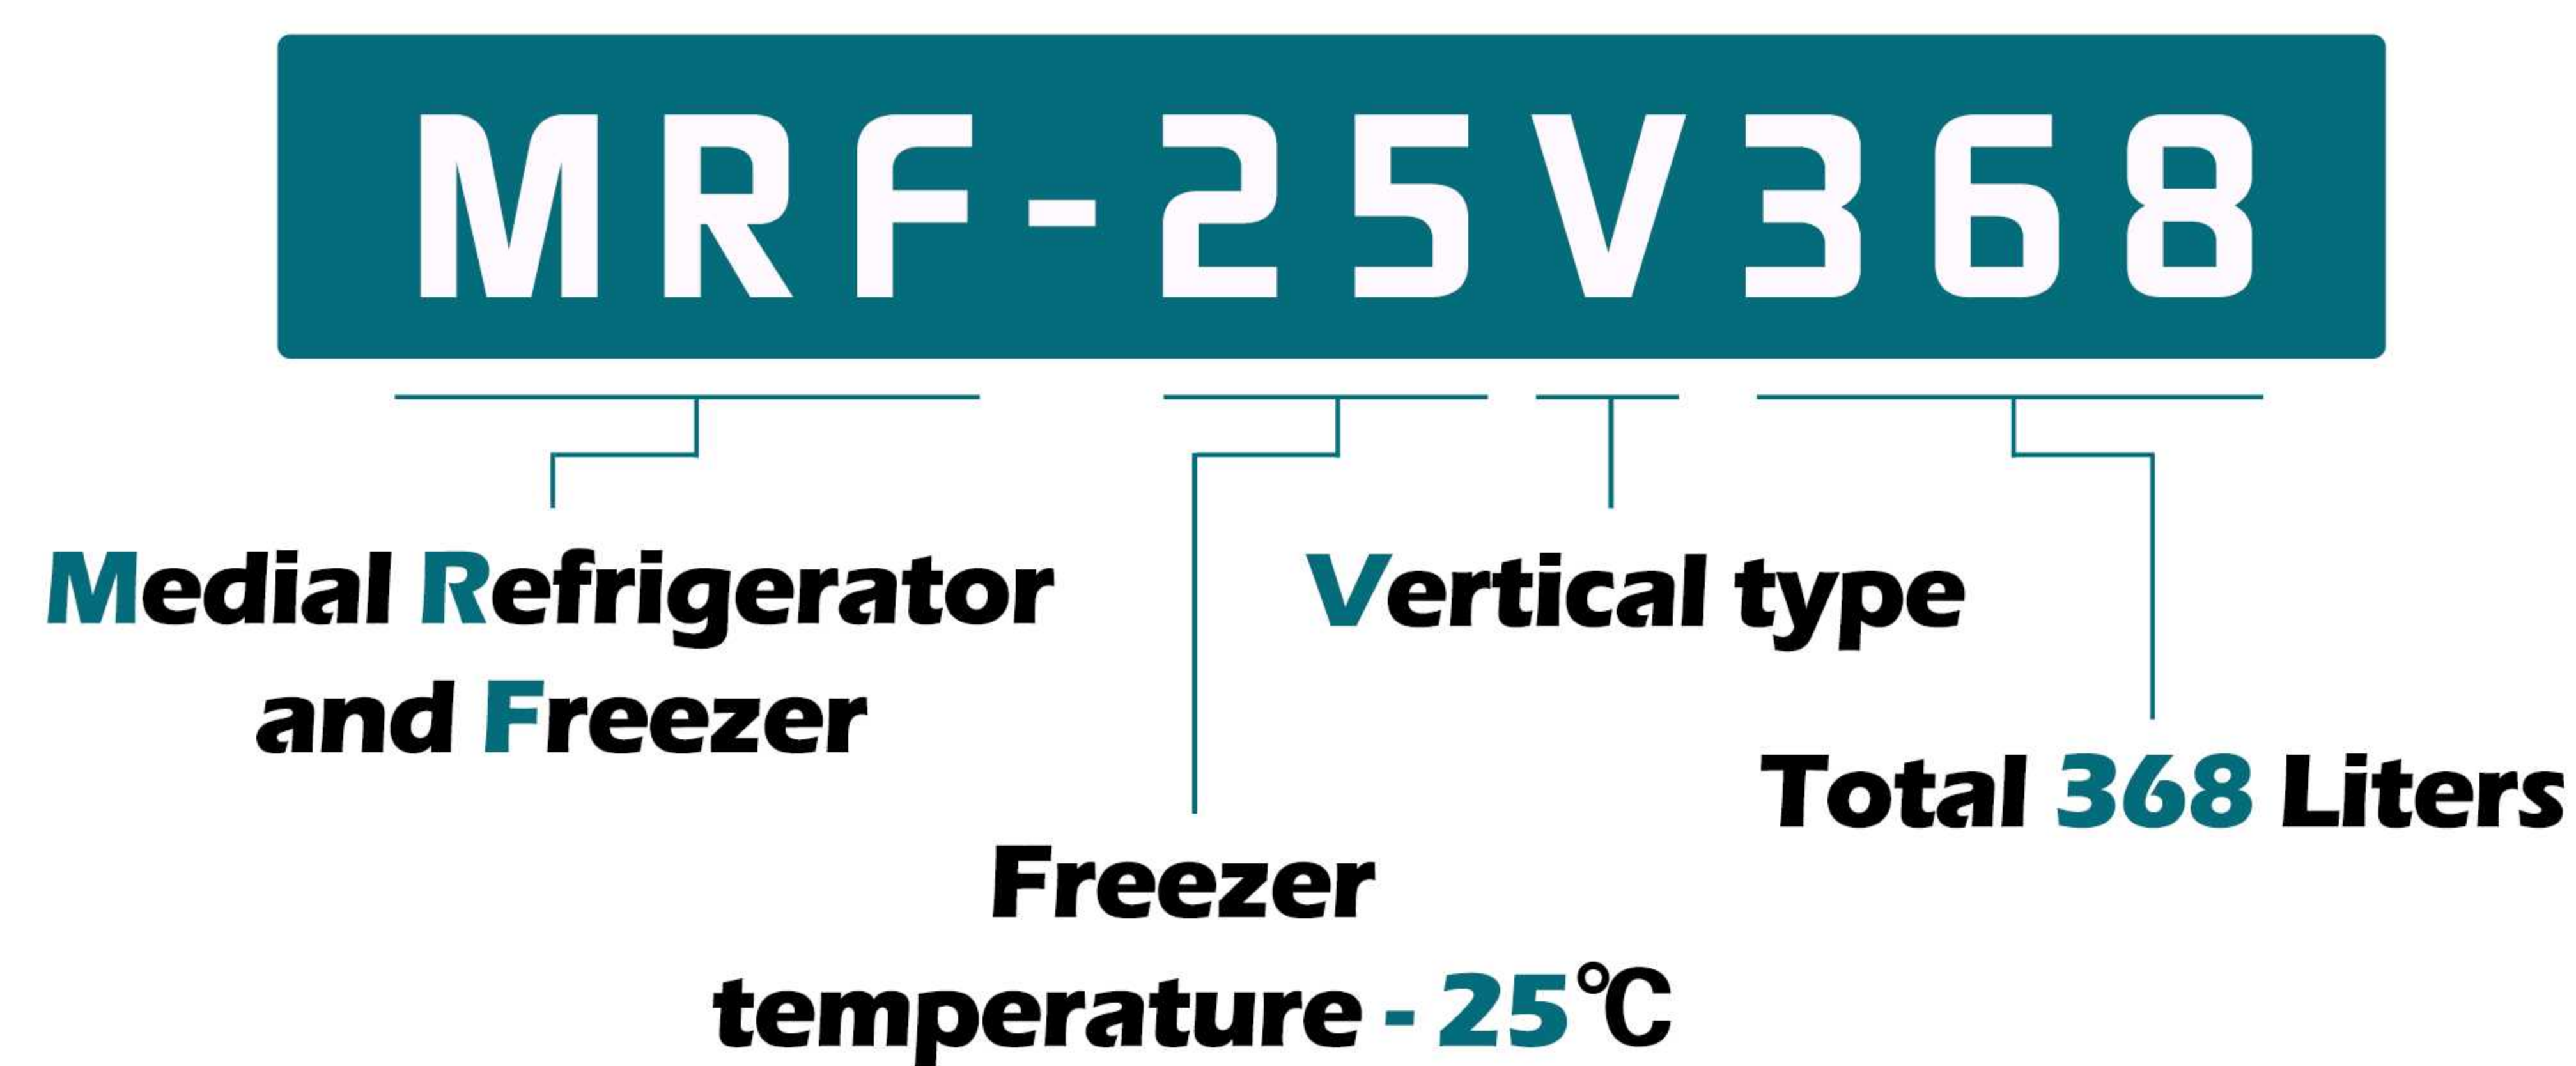 MRF-25V368
Medial Refrigerator
and Freezer
Vertical type
Total 368 Liters
Freezer
temperature - 25℃